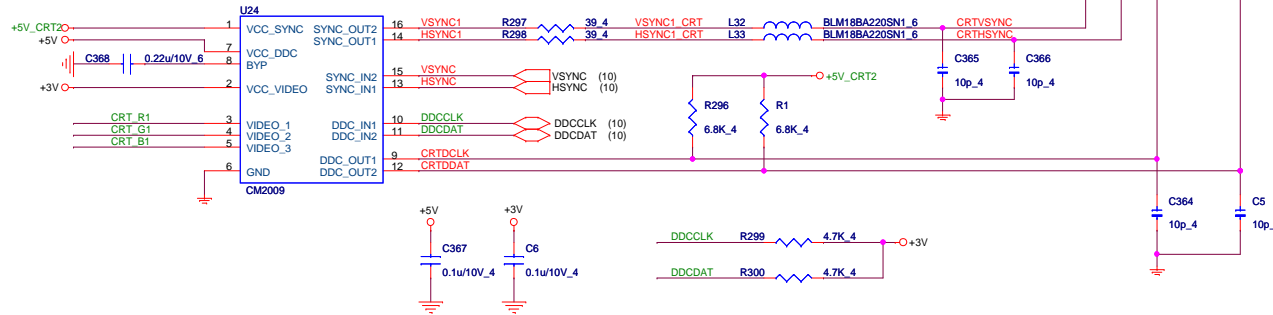 U24
+5V_CRT2
+5V
C368 0.22u/10V_6
+3V
CRT_R1
CRT_G1
CRT_B1
1 VCC_SYNC SYNC_OUT2 16 VSYNC1 R297 39_4 VSYNC1_CRT L32 BLM18BA220SN1_6 CRTVSYNC
SYNC_OUT1 14 HSYNC1 R298 39_4 HSYNC1_CRT L33 BLM18BA220SN1_6 CRTHSYNC
7 VCC_DDC
8 BYP
SYNC_IN2 15 VSYNC VSYNC (10)
2 VCC_VIDEO SYNC_IN1 13 HSYNC HSYNC (10)
3 VIDEO_1 DDC_IN1 10 DDCCLK DDCCLK (10)
4 VIDEO_2 DDC_IN2 11 DDCDAT DDCDAT (10)
5 VIDEO_3
DDC_OUT1 9 CRTDCLK
6 GND DDC_OUT2 12 CRTDDAT
CM2009
+5V_CRT2
R296
6.8K_4
R1
6.8K_4
C365
10p_4
C366
10p_4
C364
10p_4
C5
10p_
+5V
C367
0.1u/10V_4
+3V
C6
0.1u/10V_4
DDCCLK R299 4.7K_4
+3V
DDCDAT R300 4.7K_4